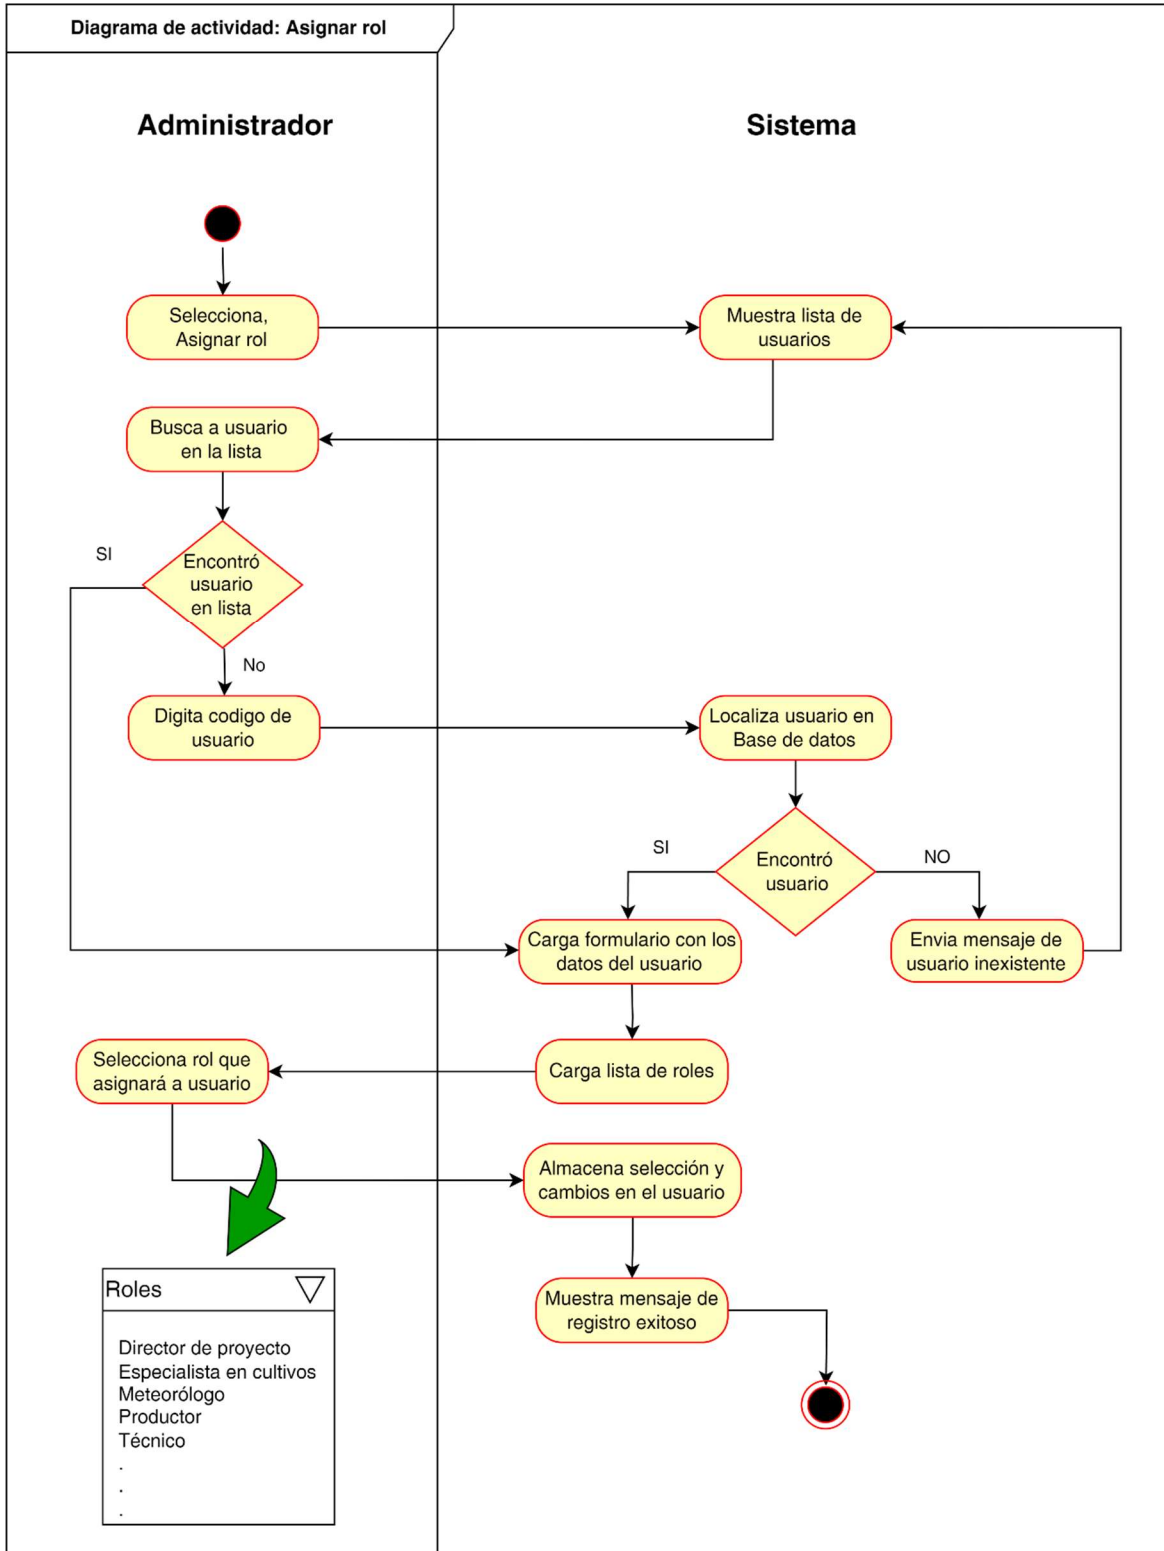 Diagrama de actividad: Asignar rol
Administrador
Sistema
Selecciona,
Asignar rol
Muestra lista de
usuarios
Busca a usuario
en la lista
SI
Encontró
usuario
en lista
No
Digita codigo de
usuario
Localiza usuario en
Base de datos
SI
Encontró
usuario
NO
Carga formulario con los
datos del usuario
Envia mensaje de
usuario inexistente
Selecciona rol que
asignará a usuario
Carga lista de roles
Almacena selección y
cambios en el usuario
Muestra mensaje de
registro exitoso
Roles
Director de proyecto
Especialista en cultivos
Meteorólogo
Productor
Técnico
.
.
.